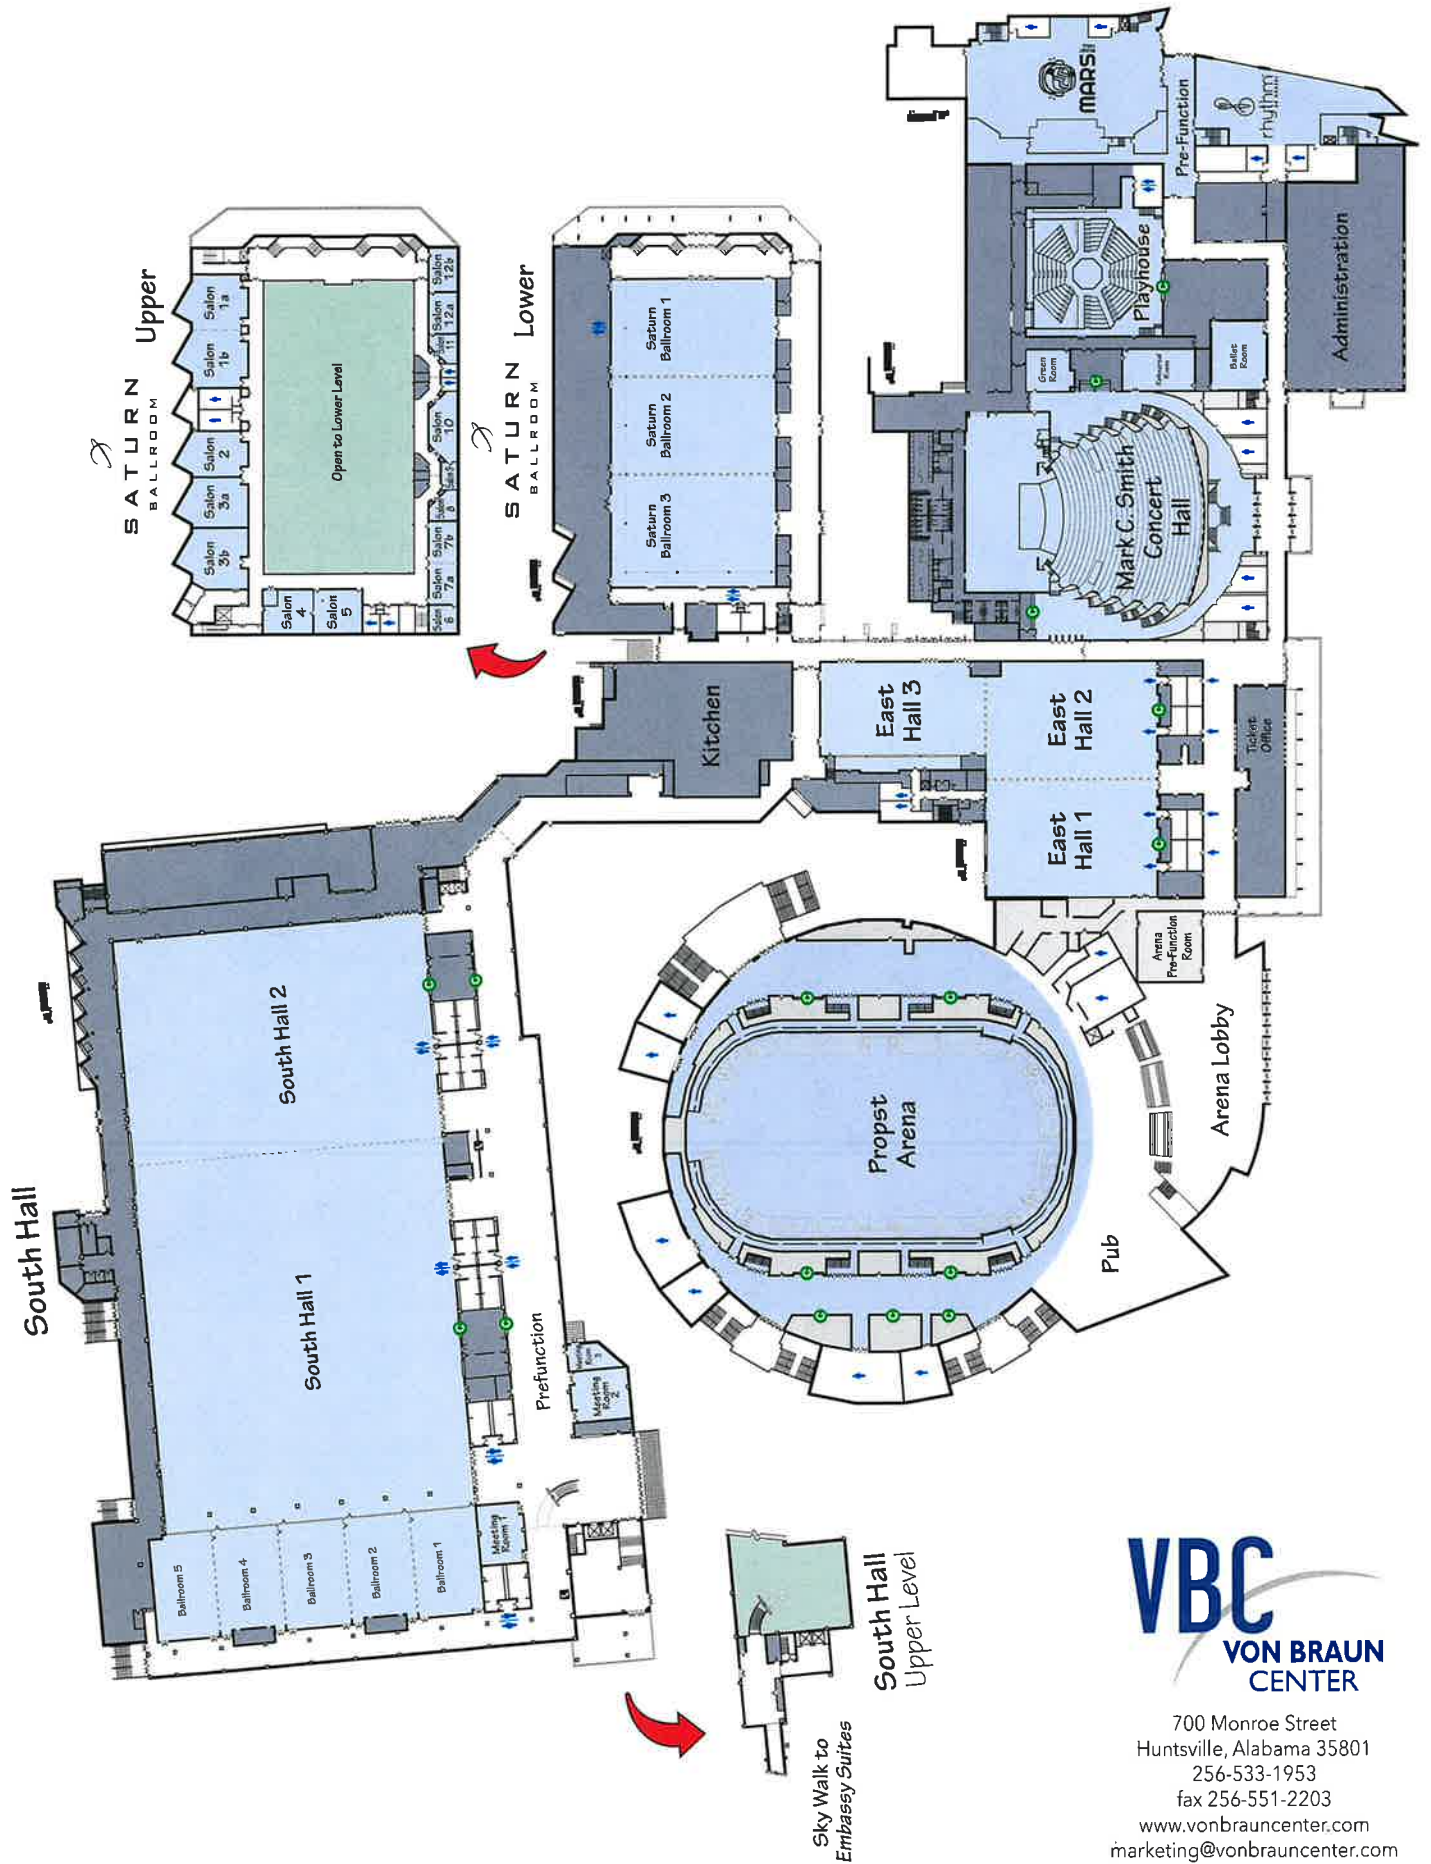 SATURN
BALLROOM
Upper
Salon
1a
Salon
1b
Salon
2
Salon
3a
Salon
3b
Salon
4
Salon
5
Salon
6
Salon
7a
Salon
7b
Salon
8
Salon
10
Salon
11
Salon
12a
Salon
12b
Open to Lower Level
SATURN
BALLROOM
Lower
Saturn
Ballroom 1
Saturn
Ballroom 2
Saturn
Ballroom 3
MARS
Pre-Function
rhythm
Playhouse
Administration
Green
Room
Ballet
Room
Mark C. Smith
Concert
Hall
Kitchen
East
Hall 3
East
Hall 2
East
Hall 1
Ticket
Office
Arena
Pre-Function
Room
Arena Lobby
Propst
Arena
Pub
South Hall
South Hall 2
South Hall 1
Prefunction
Meeting
Room 3
Meeting
Room
2
Meeting
Room 1
Ballroom 5
Ballroom 4
Ballroom 3
Ballroom 2
Ballroom 1
South Hall
Upper Level
Sky Walk to
Embassy Suites
VBC
VON BRAUN
CENTER
700 Monroe Street
Huntsville, Alabama 35801
256-533-1953
fax 256-551-2203
www.vonbrauncenter.com
marketing@vonbrauncenter.com